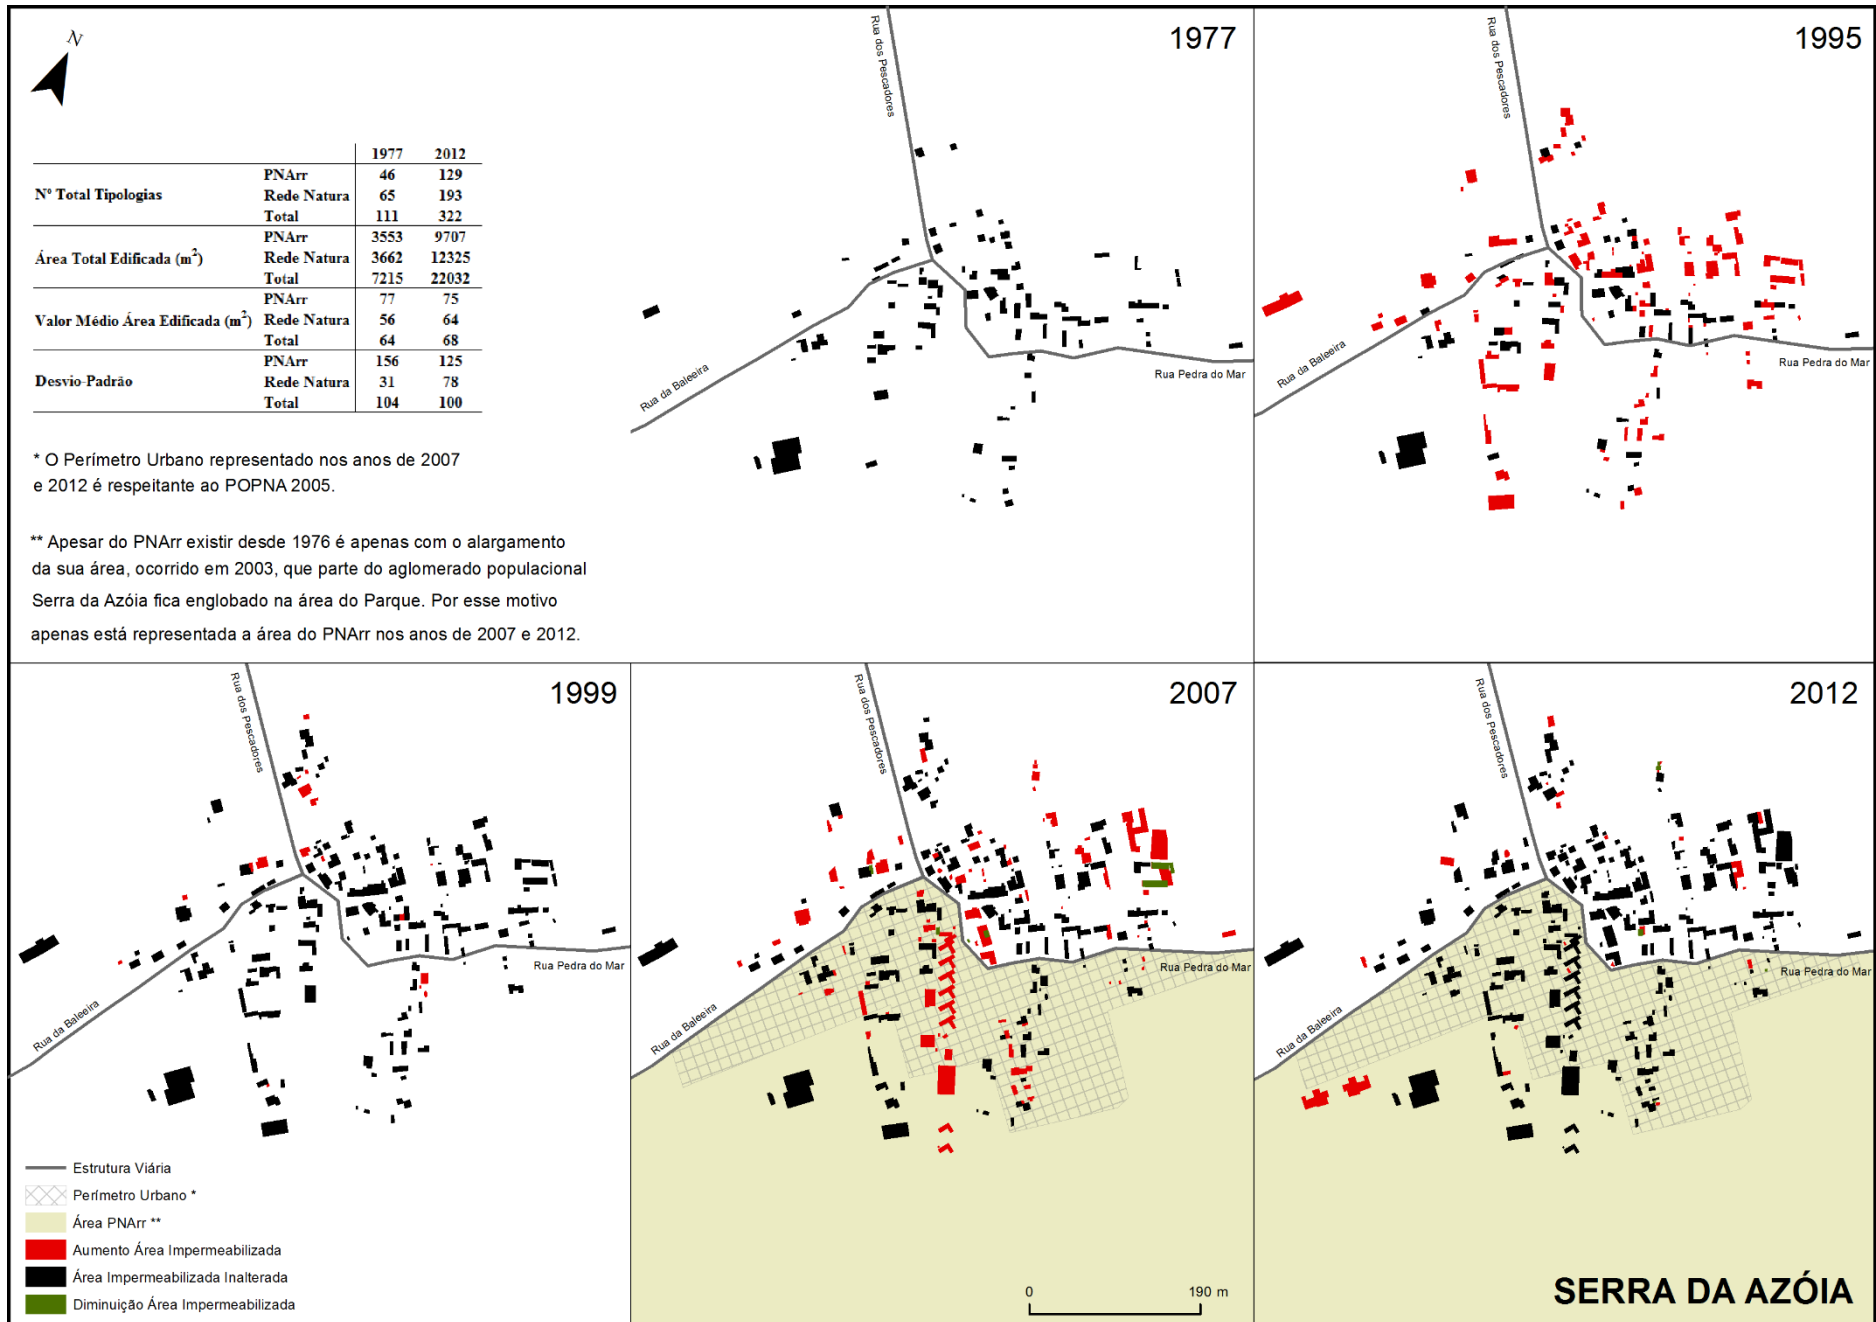 N
1977 2012
Nº Total Tipologias
PNArr 46 129
Rede Natura 65 193
Total 111 322
Área Total Edificada (m²)
PNArr 3553 9707
Rede Natura 3662 12325
Total 7215 22032
Valor Médio Área Edificada (m²)
PNArr 77 75
Rede Natura 56 64
Total 64 68
Desvio-Padrão
PNArr 156 125
Rede Natura 31 78
Total 104 100
* O Perímetro Urbano representado nos anos de 2007
e 2012 é respeitante ao POPNA 2005.
** Apesar do PNArr existir desde 1976 é apenas com o alargamento
da sua área, ocorrido em 2003, que parte do aglomerado populacional
Serra da Azóia fica englobado na área do Parque. Por esse motivo
apenas está representada a área do PNArr nos anos de 2007 e 2012.
1977
Rua dos Pescadores
Rua da Baleeira
Rua Pedra do Mar
1995
Rua dos Pescadores
Rua da Baleeira
Rua Pedra do Mar
1999
Rua dos Pescadores
Rua da Baleeira
Rua Pedra do Mar
Estrutura Viária
Perímetro Urbano *
Área PNArr **
Aumento Área Impermeabilizada
Área Impermeabilizada Inalterada
Diminuição Área Impermeabilizada
2007
Rua dos Pescadores
Rua da Baleeira
Rua Pedra do Mar
0 190 m
2012
Rua dos Pescadores
Rua da Baleeira
Rua Pedra do Mar
SERRA DA AZÓIA